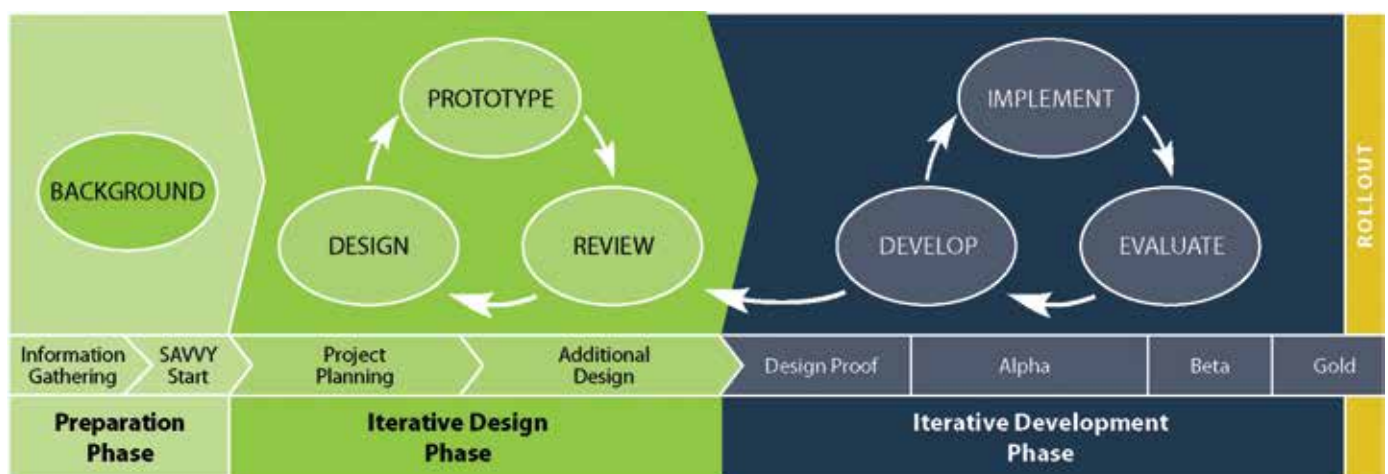 PROTOTYPE
IMPLEMENT
BACKGROUND
DESIGN
REVIEW
DEVELOP
EVALUATE
ROLLOUT
Information
Gathering
SAVVY
Start
Project
Planning
Additional
Design
Design Proof
Alpha
Beta
Gold
Preparation
Phase
Iterative Design
Phase
Iterative Development
Phase